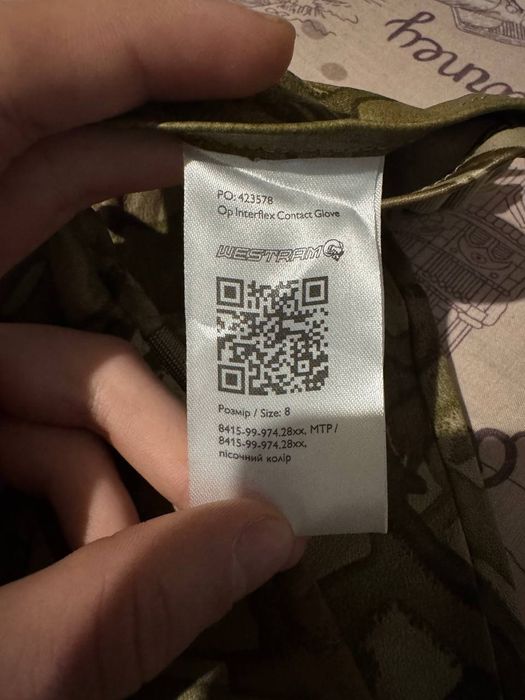 PO: 423578
Op Interflex Contact Glove
WESTRAM
Розмір / Size: 8
8415-99-974.28xx, MTP /
8415-99-974.28xx,
пісочний колір